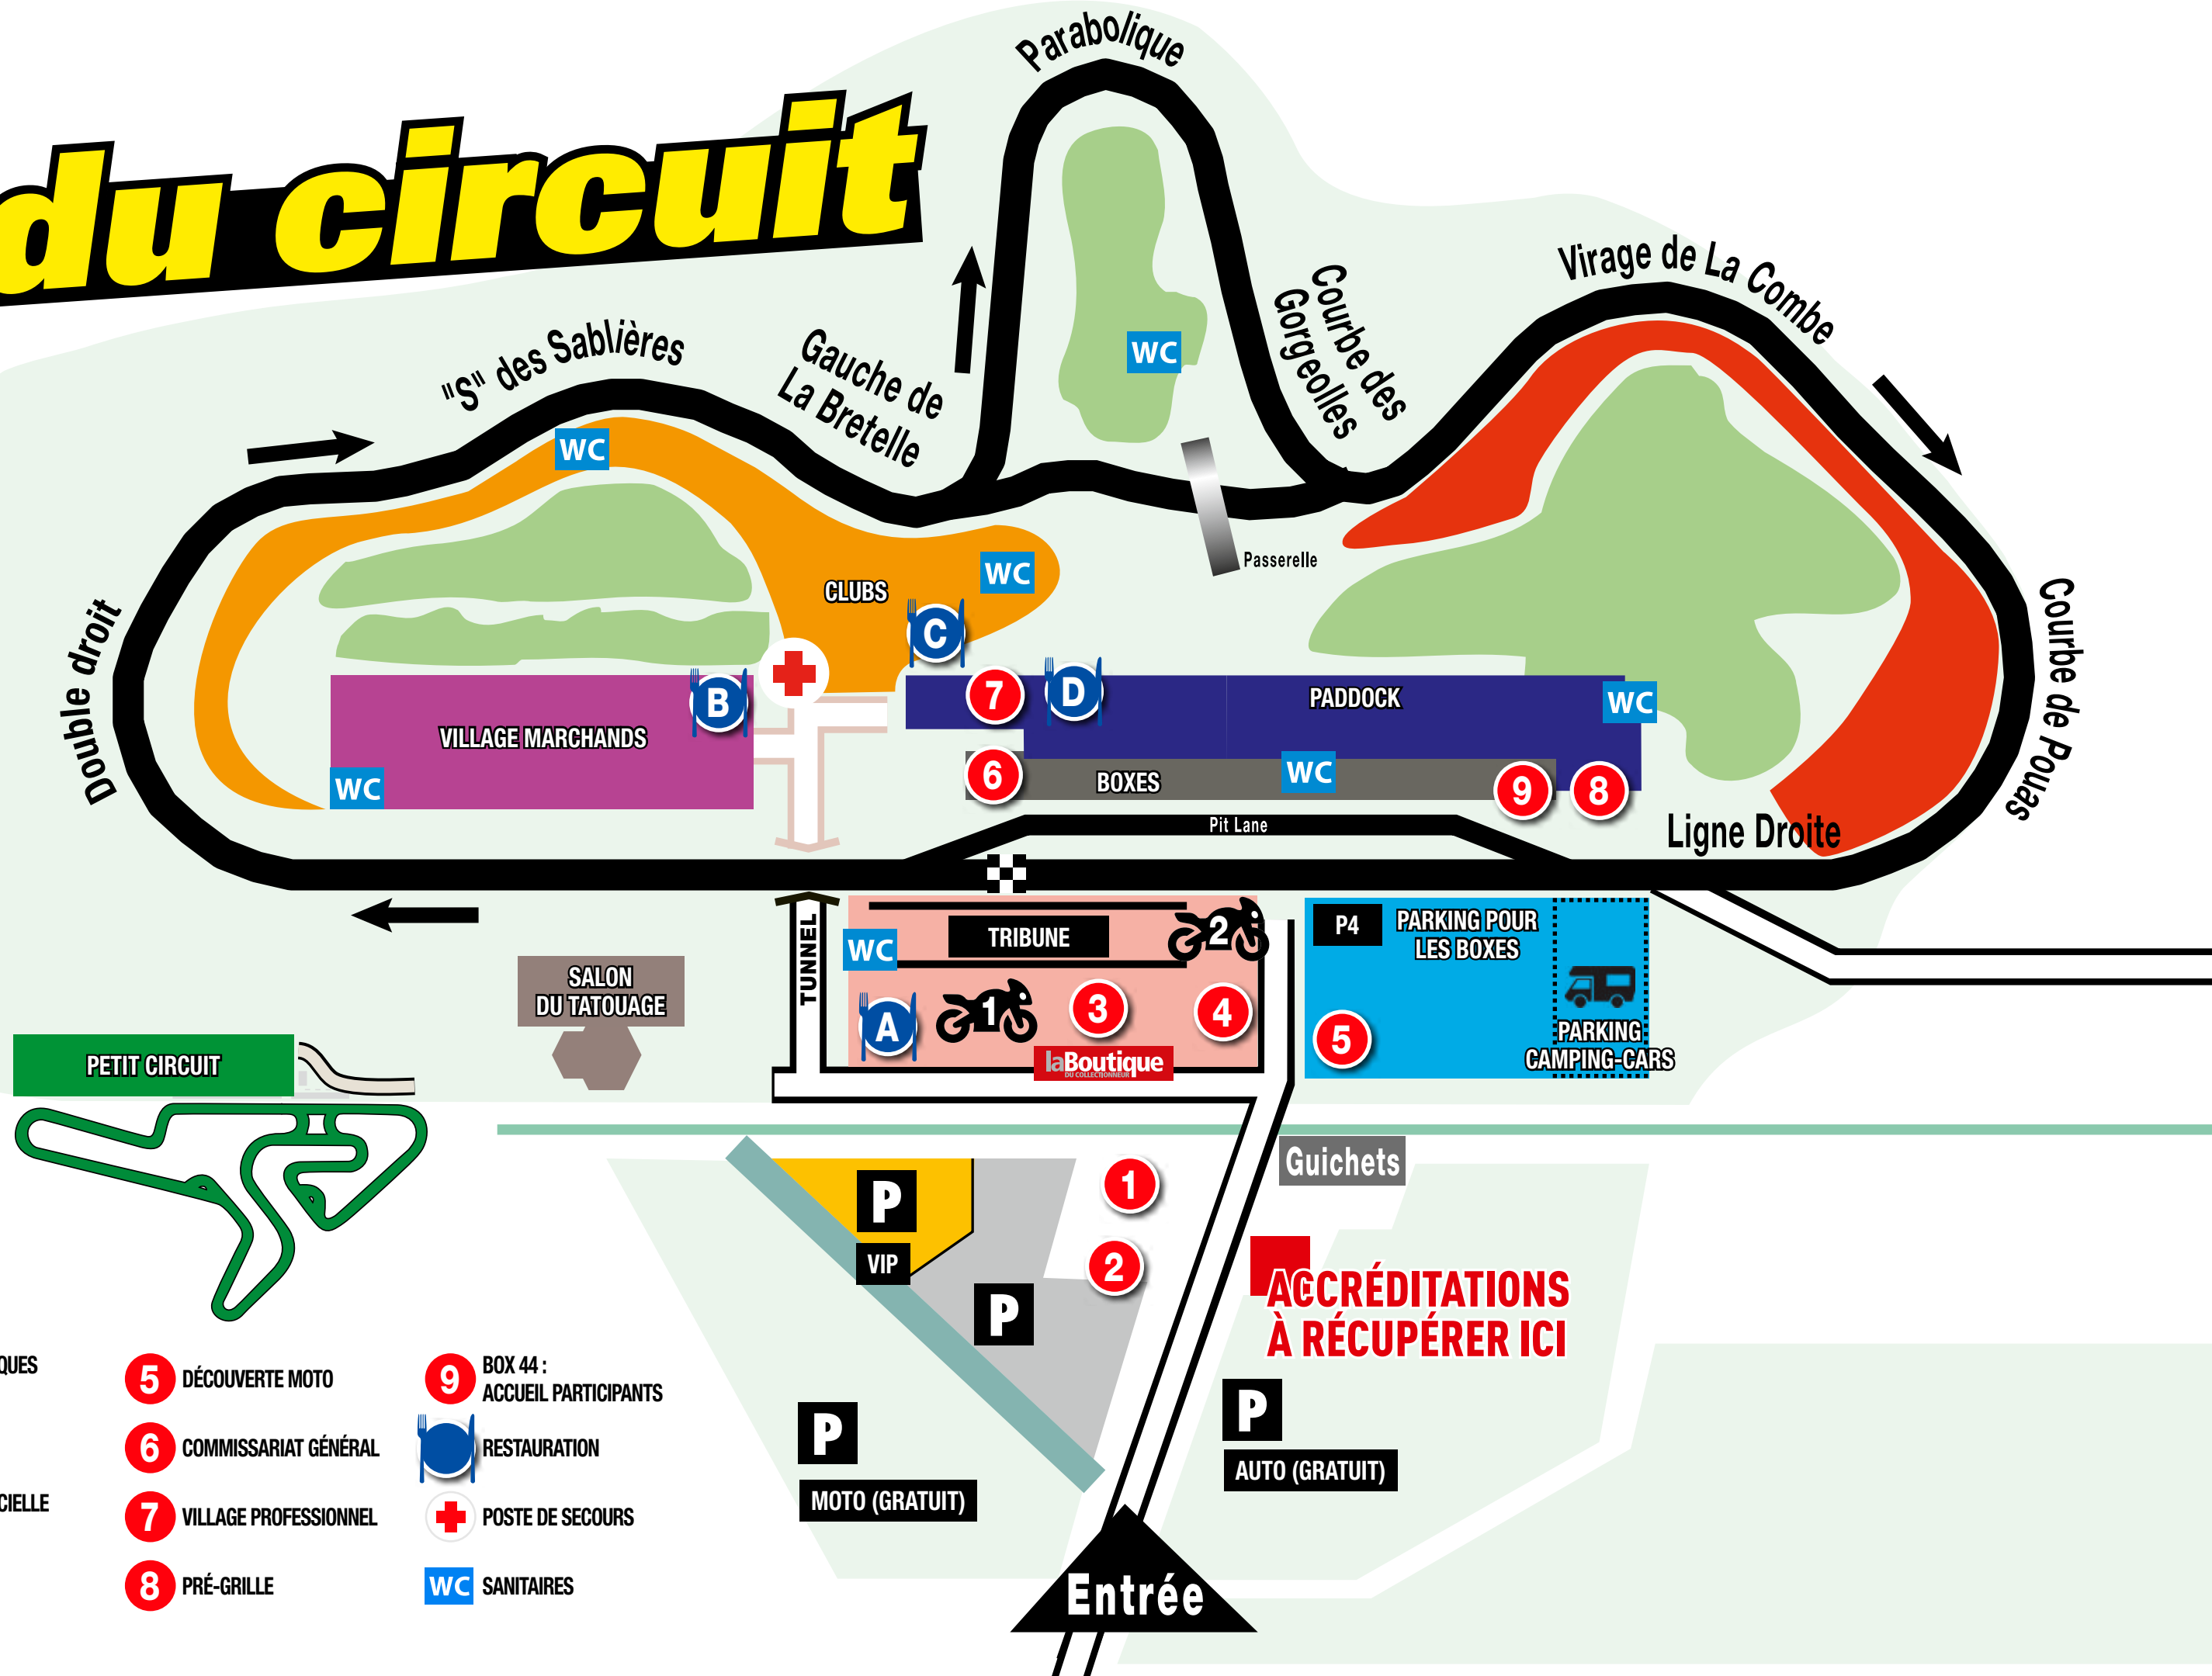 du circuit
Parabolique
Virage de La Combe
Courbe des
Gorgeolles
"S" des Sablières
Gauche de
La Bretelle
WC
WC
WC
Passerelle
CLUBS
C
Double droit
Courbe de Pouas
B
7
D
PADDOCK
WC
VILLAGE MARCHANDS
WC
6
BOXES
WC
9
8
Pit Lane
Ligne Droite
TUNNEL
WC
TRIBUNE
2
P4
PARKING POUR
LES BOXES
SALON
DU TATOUAGE
A
1
3
4
5
PARKING
CAMPING-CARS
laBoutique
DU COLLECTIONNEUR
PETIT CIRCUIT
Guichets
P
VIP
1
2
P
ACCRÉDITATIONS
À RÉCUPÉRER ICI
P
MOTO (GRATUIT)
P
AUTO (GRATUIT)
Entrée
QUES
CIELLE
5 DÉCOUVERTE MOTO
6 COMMISSARIAT GÉNÉRAL
7 VILLAGE PROFESSIONNEL
8 PRÉ-GRILLE
9 BOX 44 :
ACCUEIL PARTICIPANTS
RESTAURATION
POSTE DE SECOURS
WC SANITAIRES